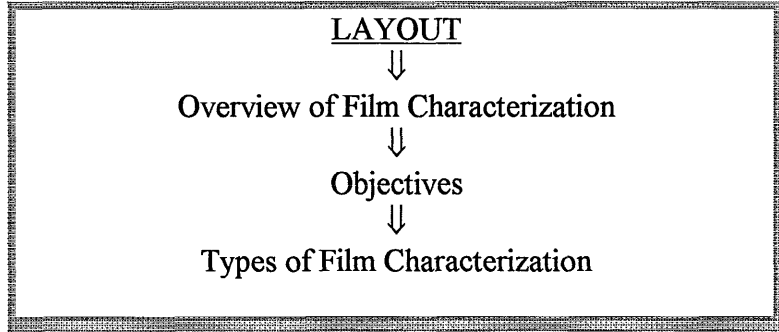 LAYOUT
⇓
Overview of Film Characterization
⇓
Objectives
⇓
Types of Film Characterization